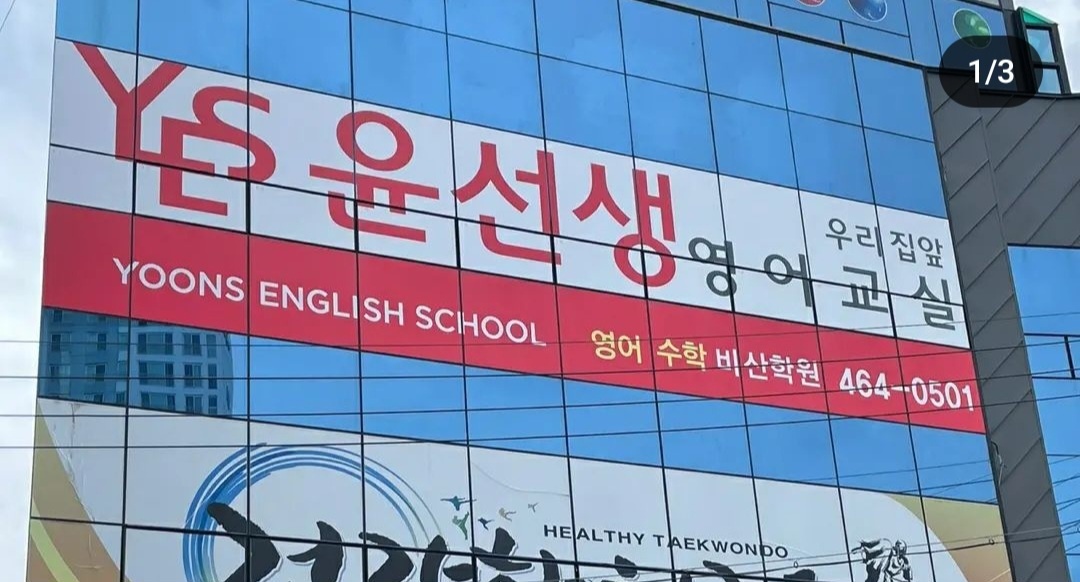 1/3
YES 윤선생
우리집앞
영어교실
YOONS ENGLISH SCHOOL 영어 수학 비산학원 464-0501
HEALTHY TAEKWONDO